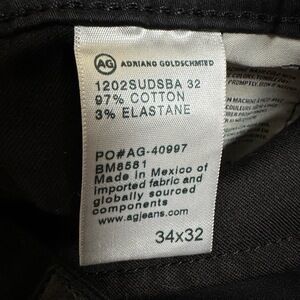 AG ADRIANO GOLDSCHMIED
1202SUDSBA 32
97% COTTON
3% ELASTANE
PO#AG-40997
BM8581
Made in Mexico of
imported fabric and
globally sourced
components
www.agjeans.com
34x32